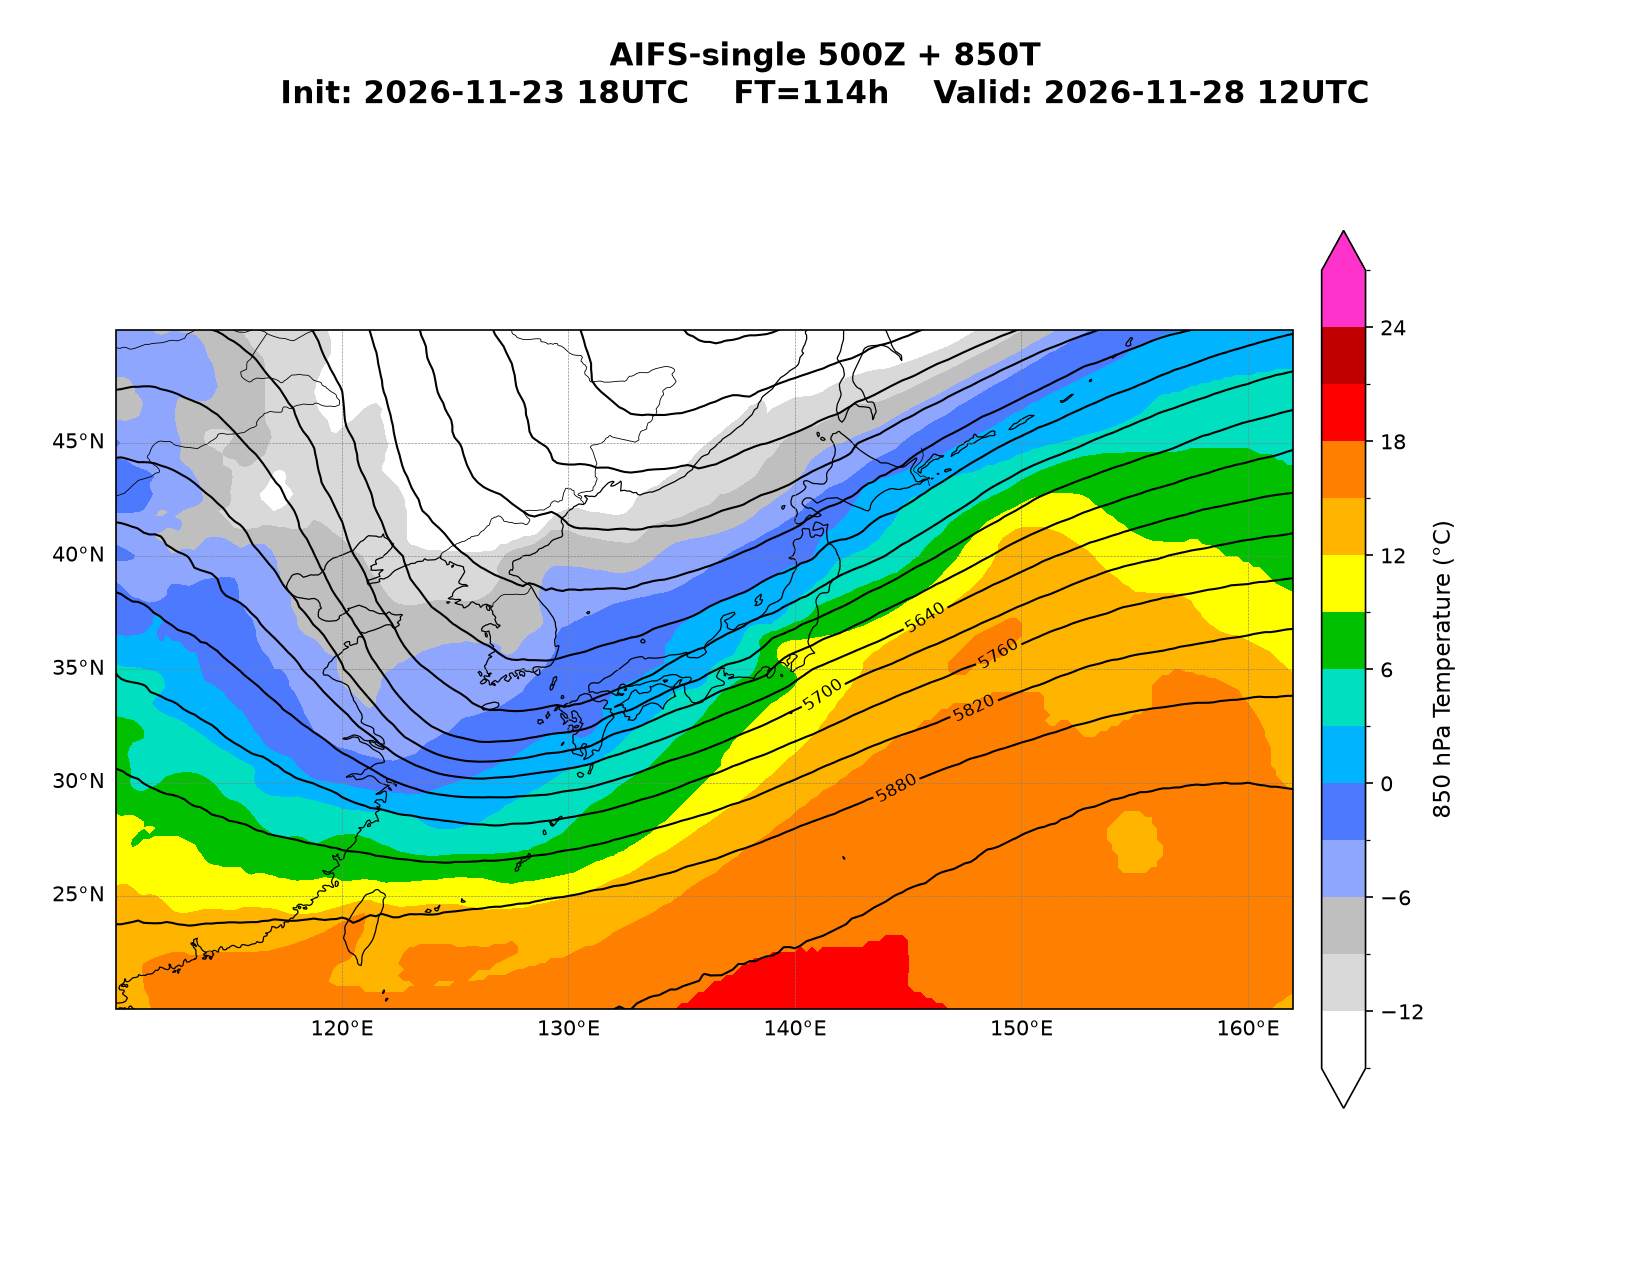 AIFS-single 500Z + 850T
Init: 2026-11-23 18UTC FT=114h Valid: 2026-11-28 12UTC
45°N
40°N
35°N
30°N
25°N
120°E
130°E
140°E
150°E
160°E
5640
5760
5700
5820
5880
24
18
12
6
0
−6
−12
850 hPa Temperature (°C)